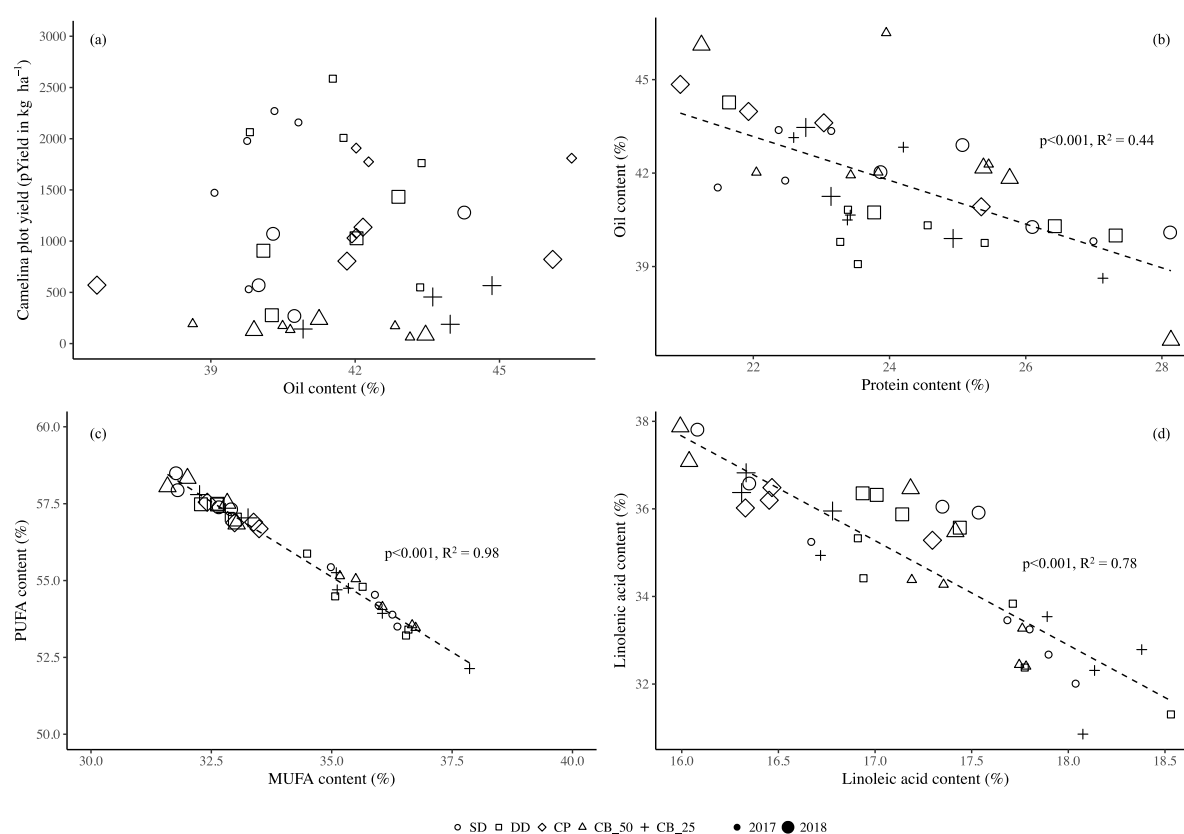 (a)
3000
2500
2000
1500
1000
500
0
Camelina plot yield (pYield in kg ha⁻¹)
39 42 45
Oil content (%)
(b)
45
42
39
Oil content (%)
p<0.001, R² = 0.44
22 24 26 28
Protein content (%)
(c)
60.0
57.5
55.0
52.5
50.0
PUFA content (%)
p<0.001, R² = 0.98
30.0 32.5 35.0 37.5 40.0
MUFA content (%)
(d)
38
36
34
32
Linolenic acid content (%)
p<0.001, R² = 0.78
16.0 16.5 17.0 17.5 18.0 18.5
Linoleic acid content (%)
SD DD CP CB_50 CB_25 2017 2018